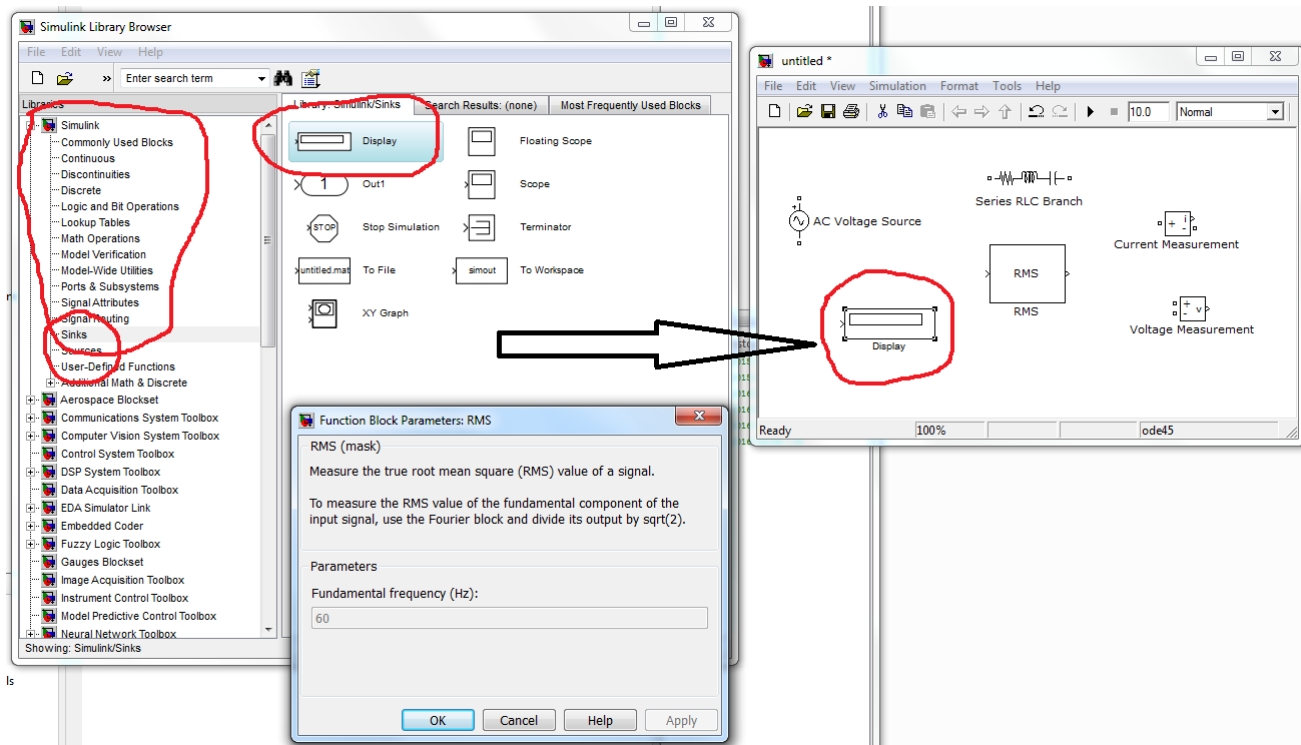 Simulink Library Browser
File Edit View Help
» Enter search term
Libraries
Simulink
Commonly Used Blocks
Continuous
Discontinuities
Discrete
Logic and Bit Operations
Lookup Tables
Math Operations
Model Verification
Model-Wide Utilities
Ports & Subsystems
Signal Attributes
Signal Routing
Sinks
Sources
User-Defined Functions
Additional Math & Discrete
Aerospace Blockset
Communications System Toolbox
Computer Vision System Toolbox
Control System Toolbox
DSP System Toolbox
Data Acquisition Toolbox
EDA Simulator Link
Embedded Coder
Fuzzy Logic Toolbox
Gauges Blockset
Image Acquisition Toolbox
Instrument Control Toolbox
Model Predictive Control Toolbox
Neural Network Toolbox
Showing: Simulink/Sinks
Library: Simulink/Sinks Search Results: (none) Most Frequently Used Blocks
Display Floating Scope
1 Out1 Scope
STOP Stop Simulation Terminator
untitled.mat To File simout To Workspace
XY Graph
Function Block Parameters: RMS
RMS (mask)
Measure the true root mean square (RMS) value of a signal.
To measure the RMS value of the fundamental component of the
input signal, use the Fourier block and divide its output by sqrt(2).
Parameters
Fundamental frequency (Hz):
60
OK Cancel Help Apply
untitled *
File Edit View Simulation Format Tools Help
10.0 Normal
Series RLC Branch
AC Voltage Source
+ i -
Current Measurement
RMS
RMS
+ v -
Voltage Measurement
Display
Ready 100% ode45
ls